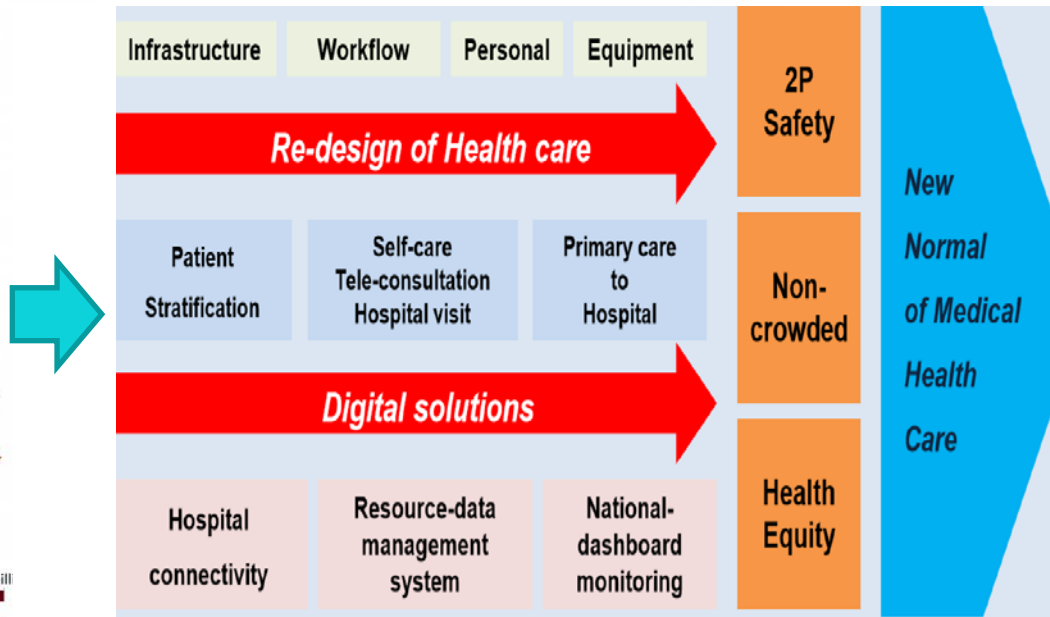 Infrastructure
Workflow
Personal
Equipment
Re-design of Health care
Patient
Stratification
Self-care
Tele-consultation
Hospital visit
Primary care
to
Hospital
Digital solutions
Hospital
connectivity
Resource-data
management
system
National-
dashboard
monitoring
2P
Safety
Non-
crowded
Health
Equity
New
Normal
of Medical
Health
Care